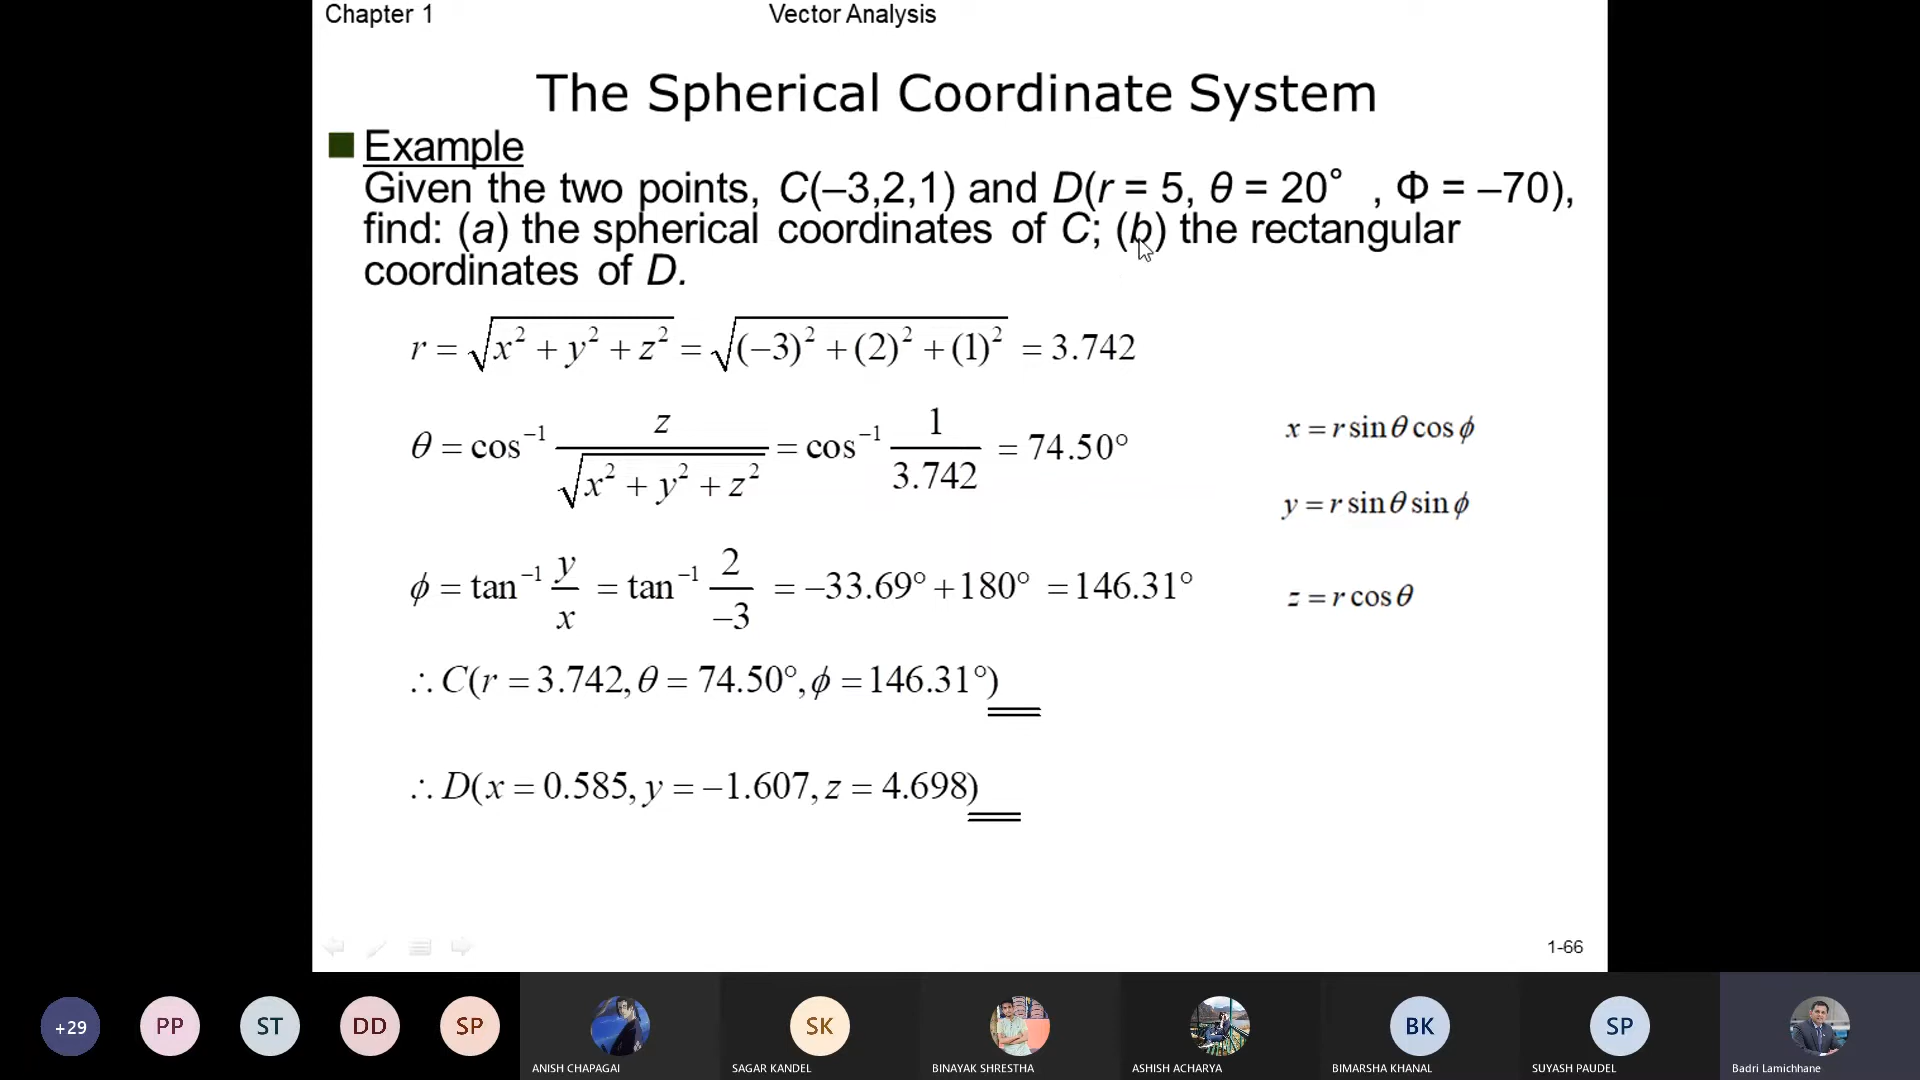 Chapter 1
Vector Analysis
The Spherical Coordinate System
Example
Given the two points, C(–3,2,1) and D(r = 5, θ = 20° , Φ = –70),
find: (a) the spherical coordinates of C; (b) the rectangular
coordinates of D.
r = √(x² + y² + z²) = √((–3)² + (2)² + (1)²) = 3.742
θ = cos⁻¹ z/√(x² + y² + z²) = cos⁻¹ 1/3.742 = 74.50°
x = r sin θ cos ϕ
y = r sin θ sin ϕ
ϕ = tan⁻¹ y/x = tan⁻¹ 2/–3 = –33.69° + 180° = 146.31°
z = r cos θ
∴ C(r = 3.742, θ = 74.50°, ϕ = 146.31°)
∴ D(x = 0.585, y = –1.607, z = 4.698)
1-66
+29
PP
ST
DD
SP
SK
BK
SP
ANISH CHAPAGAI
SAGAR KANDEL
BINAYAK SHRESTHA
ASHISH ACHARYA
BIMARSHA KHANAL
SUYASH PAUDEL
Badri Lamichhane